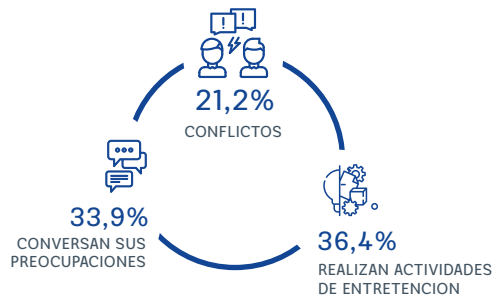 21,2%
CONFLICTOS
33,9%
CONVERSAN SUS
PREOCUPACIONES
36,4%
REALIZAN ACTIVIDADES
DE ENTRETENCION